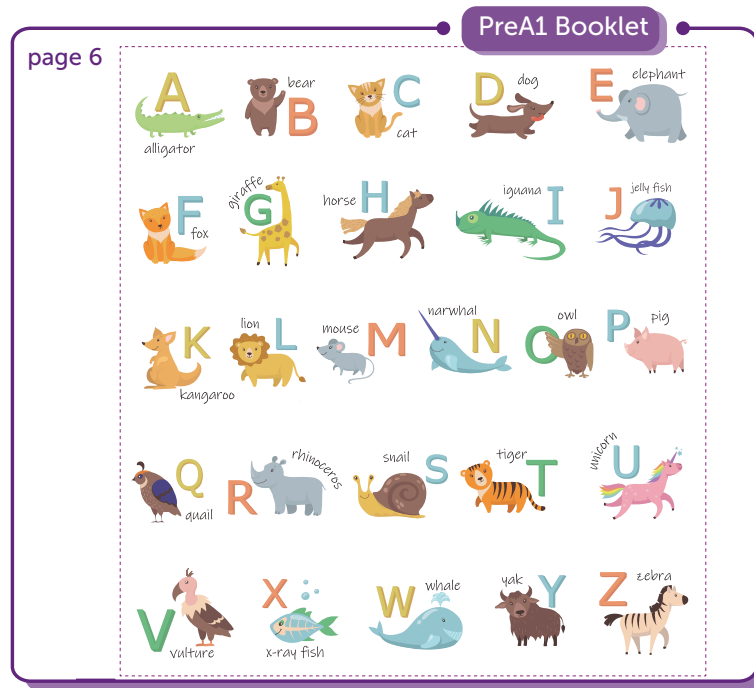 PreA1 Booklet
page 6
A alligator
bear B
C cat
D dog
E elephant
F fox
giraffe G
horse H
iguana I
J jelly fish
K kangaroo
lion L
mouse M
narwhal N
O owl
P pig
Q quail
R rhinoceros
snail S
tiger T
unicorn U
V vulture
X x-ray fish
W whale
yak Y
Z zebra